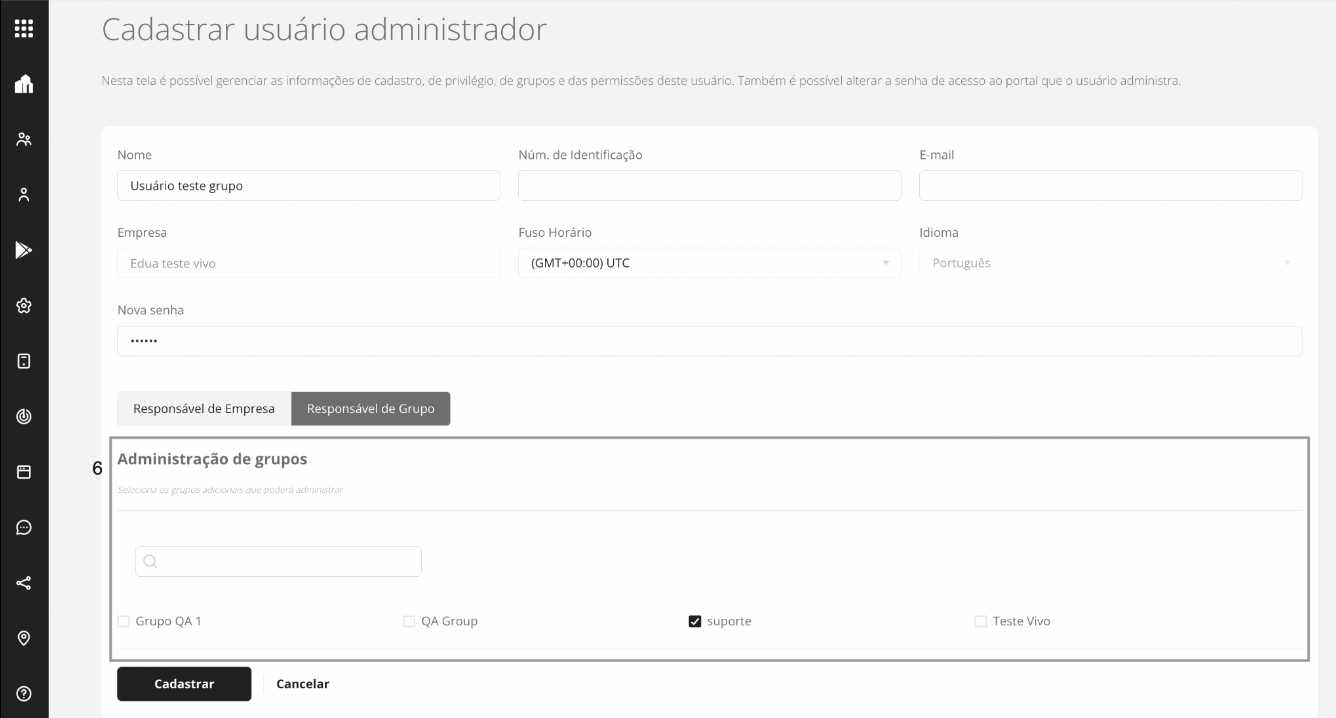 Cadastrar usuário administrador
Nesta tela é possível gerenciar as informações de cadastro, de privilégio, de grupos e das permissões deste usuário. Também é possível alterar a senha de acesso ao portal que o usuário administra.
Nome
Núm. de Identificação
E-mail
Usuário teste grupo
Empresa
Fuso Horário
Idioma
Edua teste vivo
(GMT+00:00) UTC
Português
Nova senha
••••••
Responsável de Empresa
Responsável de Grupo
6
Administração de grupos
Seleciona os grupos adicionais que poderá administrar
Grupo QA 1
QA Group
suporte
Teste Vivo
Cadastrar
Cancelar